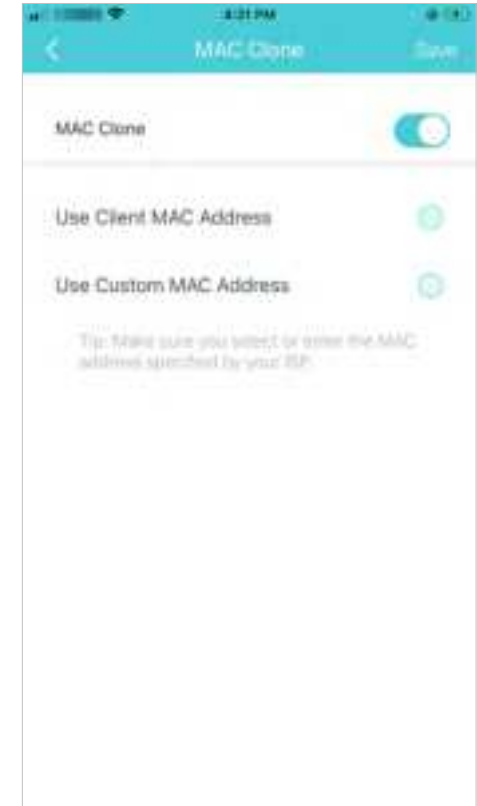 4:21 PM
MAC Clone
Save
MAC Clone
Use Client MAC Address
Use Custom MAC Address
Tip: Make sure you select or enter the MAC
address specified by your ISP.